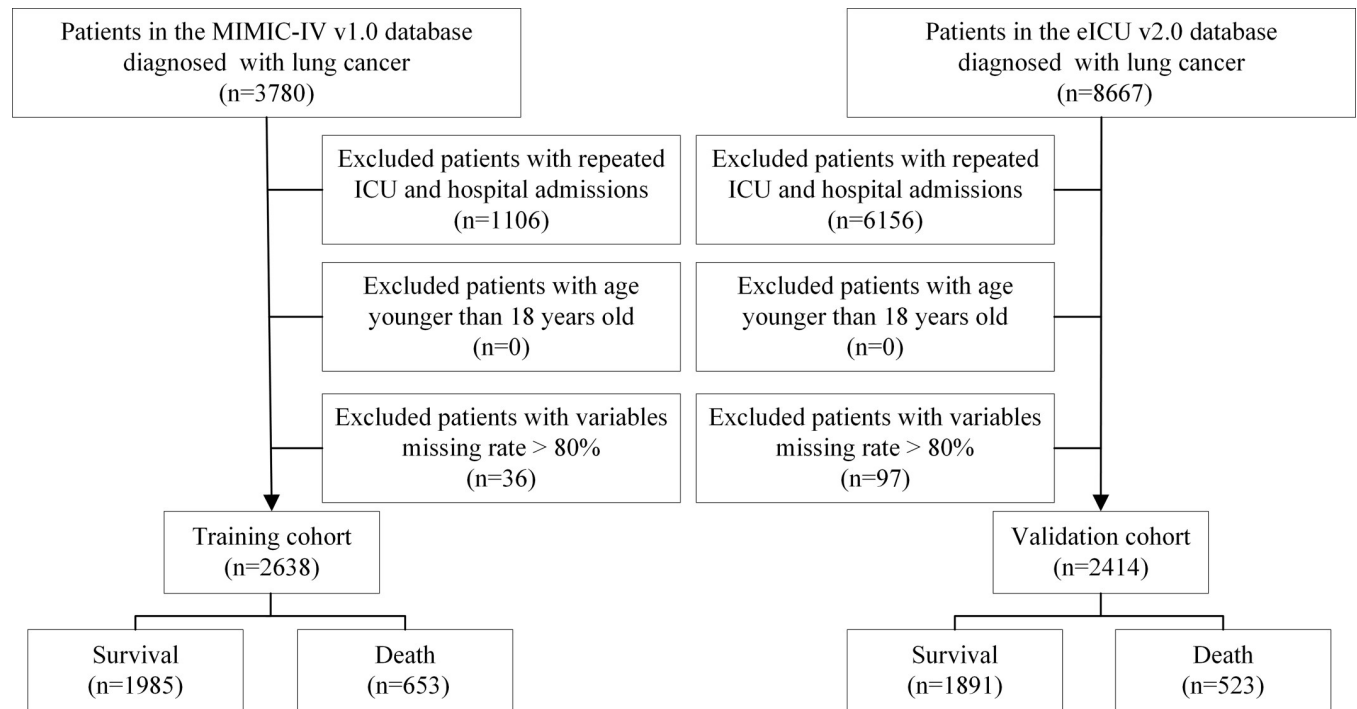 Patients in the MIMIC-IV v1.0 database
diagnosed with lung cancer
(n=3780)
Patients in the eICU v2.0 database
diagnosed with lung cancer
(n=8667)
Excluded patients with repeated
ICU and hospital admissions
(n=1106)
Excluded patients with repeated
ICU and hospital admissions
(n=6156)
Excluded patients with age
younger than 18 years old
(n=0)
Excluded patients with age
younger than 18 years old
(n=0)
Excluded patients with variables
missing rate > 80%
(n=36)
Excluded patients with variables
missing rate > 80%
(n=97)
Training cohort
(n=2638)
Validation cohort
(n=2414)
Survival
(n=1985)
Death
(n=653)
Survival
(n=1891)
Death
(n=523)